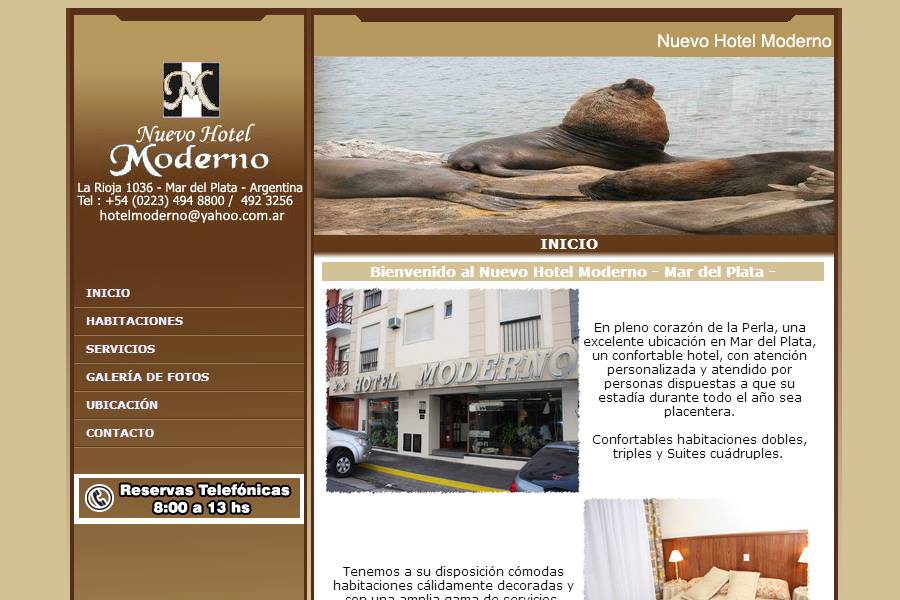 Nuevo Hotel Moderno
M
Nuevo Hotel
Moderno
La Rioja 1036 - Mar del Plata - Argentina
Tel : +54 (0223) 494 8800 / 492 3256
hotelmoderno@yahoo.com.ar
INICIO
HABITACIONES
SERVICIOS
GALERÍA DE FOTOS
UBICACIÓN
CONTACTO
Reservas Telefónicas
8:00 a 13 hs
INICIO
Bienvenido al Nuevo Hotel Moderno - Mar del Plata -
HOTEL MODERNO
En pleno corazón de la Perla, una
excelente ubicación en Mar del Plata,
un confortable hotel, con atención
personalizada y atendido por
personas dispuestas a que su
estadía durante todo el año sea
placentera.
Confortables habitaciones dobles,
triples y Suites cuádruples.
Tenemos a su disposición cómodas
habitaciones cálidamente decoradas y
con una amplia gama de servicios